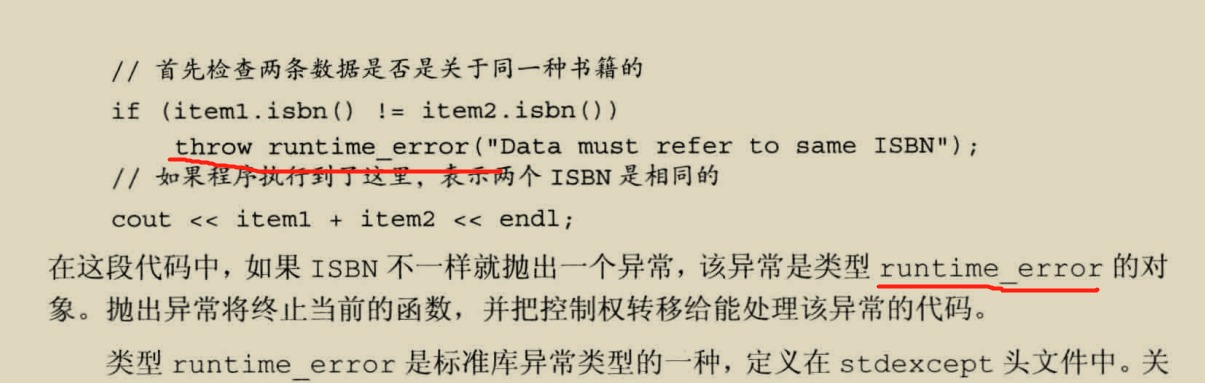 // 首先检查两条数据是否是关于同一种书籍的
if (item1.isbn() != item2.isbn())
throw runtime_error("Data must refer to same ISBN");
// 如果程序执行到了这里，表示两个 ISBN 是相同的
cout << item1 + item2 << endl;
在这段代码中，如果 ISBN 不一样就抛出一个异常，该异常是类型 runtime_error 的对
象。抛出异常将终止当前的函数，并把控制权转移给能处理该异常的代码。
类型 runtime_error 是标准库异常类型的一种，定义在 stdexcept 头文件中。关